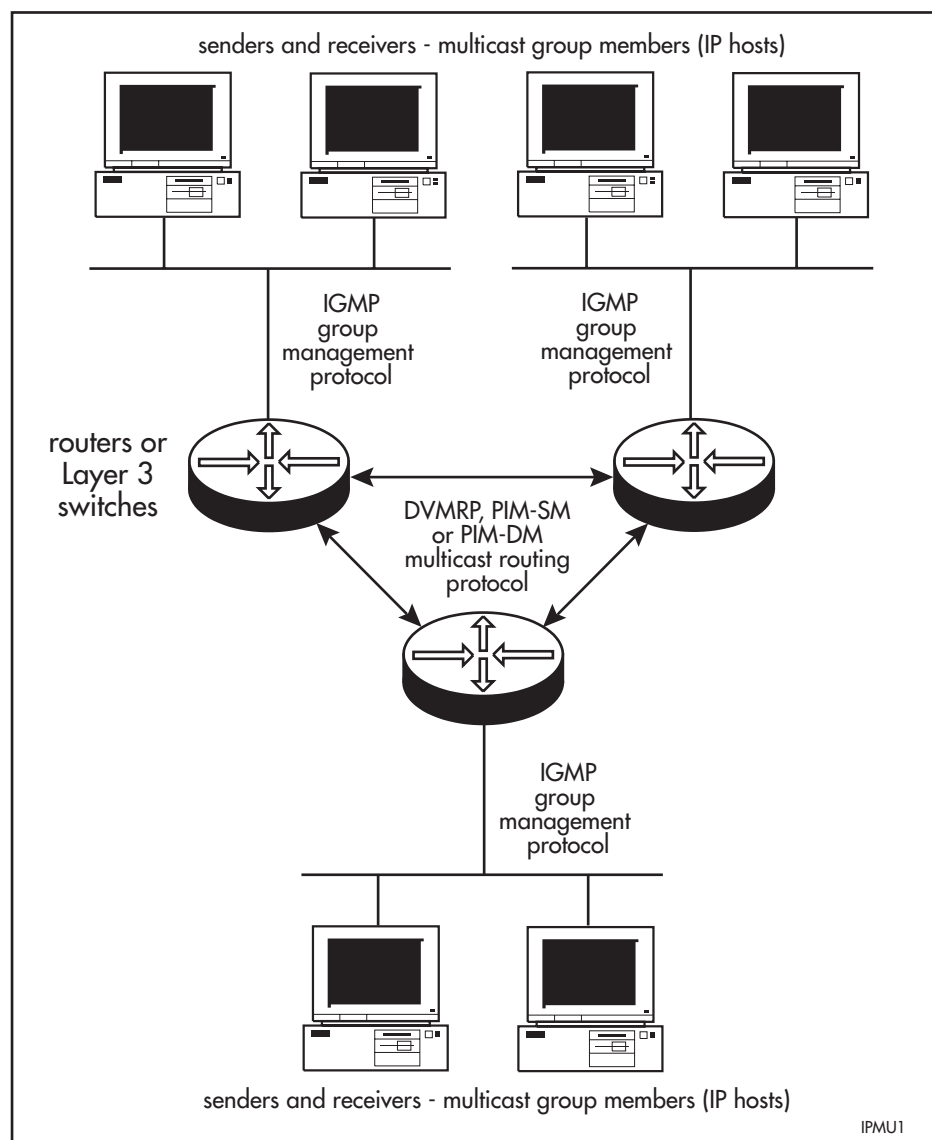 senders and receivers - multicast group members (IP hosts)
IGMP
group
management
protocol
IGMP
group
management
protocol
routers or
Layer 3
switches
DVMRP, PIM-SM
or PIM-DM
multicast routing
protocol
IGMP
group
management
protocol
senders and receivers - multicast group members (IP hosts)
IPMU1